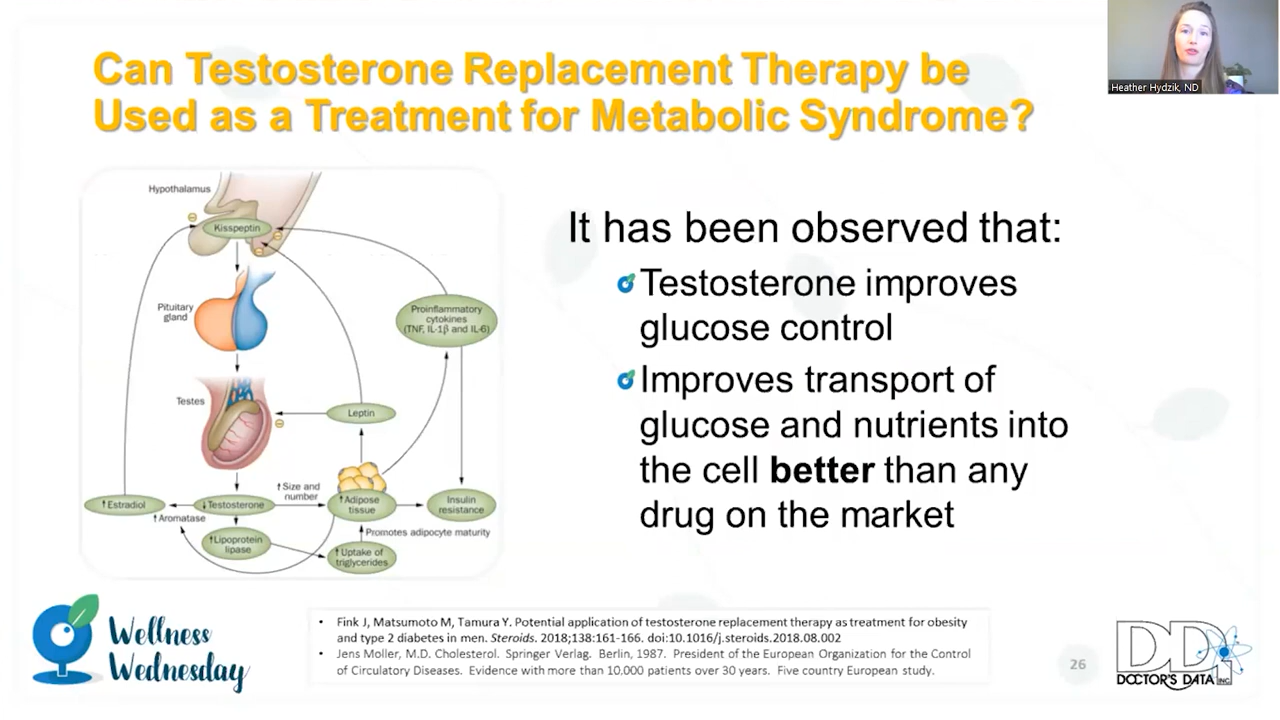 Can Testosterone Replacement Therapy be
Used as a Treatment for Metabolic Syndrome?
Heather Hydzik, ND
Hypothalamus
Kisspeptin
Pituitary
gland
Proinflammatory
cytokines
(TNF, IL-1β and IL-6)
Testes
Leptin
↑Size and
number
↑Estradiol
↓Testosterone
↑Adipose
tissue
Insulin
resistance
↑Aromatase
Promotes adipocyte maturity
↑Lipoprotein
lipase
↑Uptake of
triglycerides
It has been observed that:
Testosterone improves
glucose control
Improves transport of
glucose and nutrients into
the cell better than any
drug on the market
Wellness
Wednesday
• Fink J, Matsumoto M, Tamura Y. Potential application of testosterone replacement therapy as treatment for obesity
and type 2 diabetes in men. Steroids. 2018;138:161-166. doi:10.1016/j.steroids.2018.08.002
• Jens Moller, M.D. Cholesterol. Springer Verlag. Berlin, 1987. President of the European Organization for the Control
of Circulatory Diseases. Evidence with more than 10.000 patients over 30 years. Five country European study.
26
DD
DOCTOR'S DATA INC.